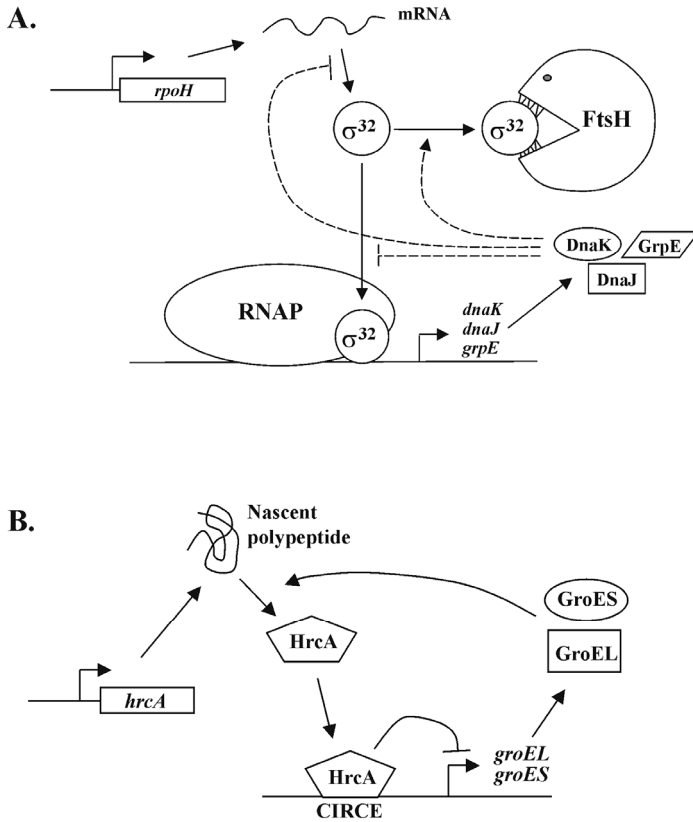 A.
mRNA
rpoH
σ32
σ32
FtsH
DnaK
GrpE
DnaJ
RNAP
σ32
dnaK
dnaJ
grpE
B.
Nascent
polypeptide
GroES
HrcA
GroEL
hrcA
HrcA
groEL
groES
CIRCE